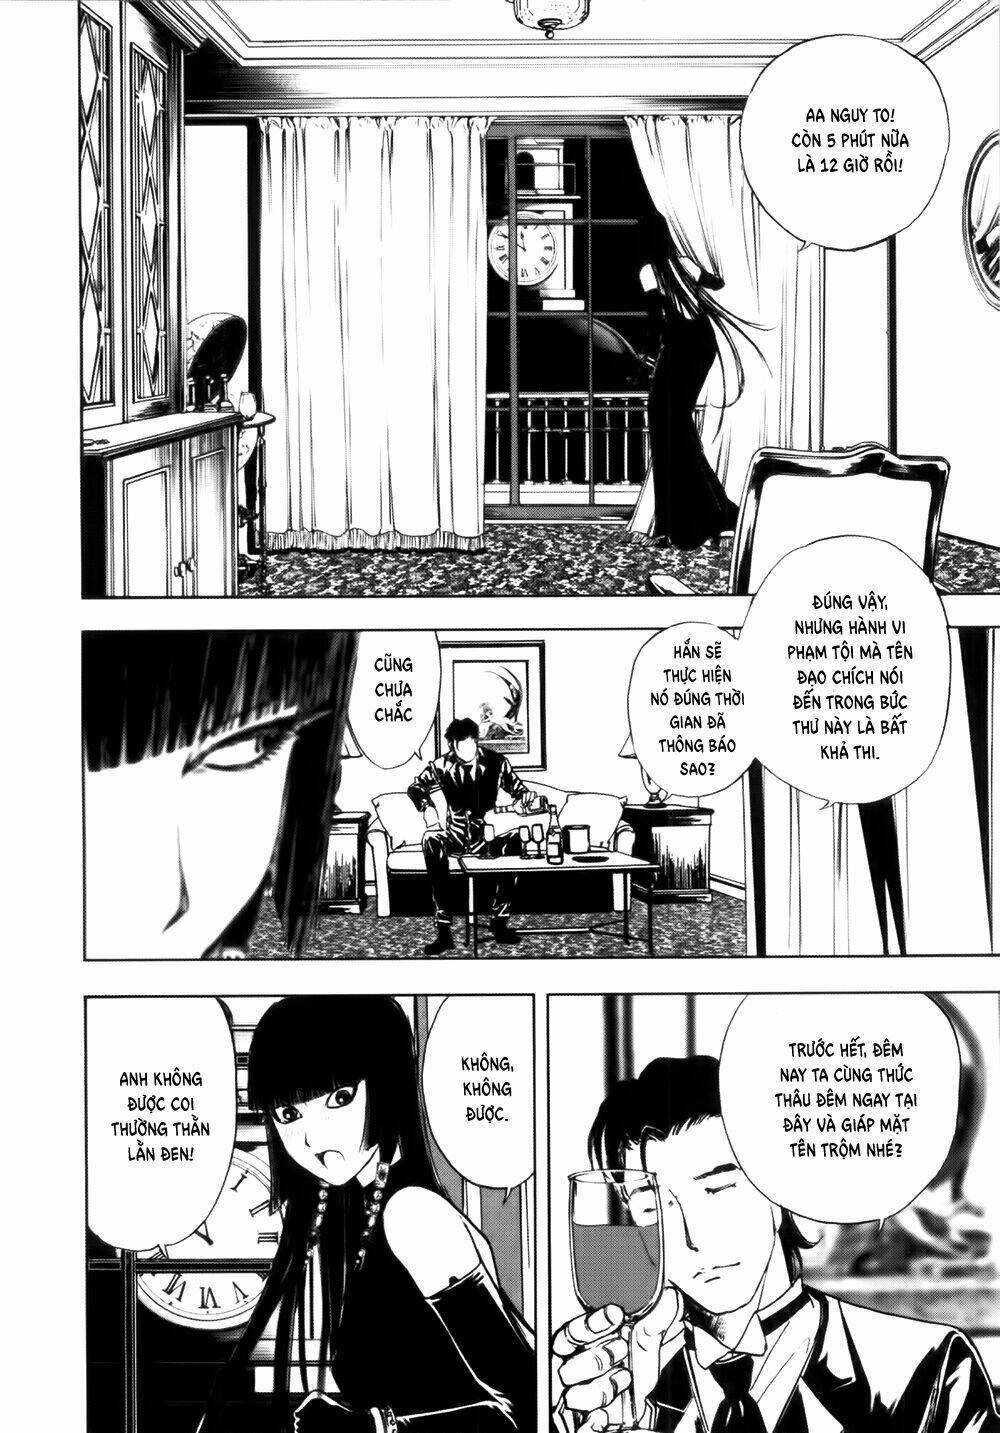 AA NGUY TO!
CÒN 5 PHÚT NỮA
LÀ 12 GIỜ RỒI!
ĐÚNG VẬY,
NHƯNG HÀNH VI
PHẠM TỘI MÀ TÊN
ĐẠO CHÍCH NÓI
ĐẾN TRONG BỨC
THƯ NÀY LÀ BẤT
KHẢ THI.
HẮN SẼ
THỰC HIỆN
NÓ ĐÚNG THỜI
GIAN ĐÃ
THÔNG BÁO
SAO?
CŨNG
CHƯA
CHẮC
TRƯỚC HẾT, ĐÊM
NAY TA CÙNG THỨC
THÂU ĐÊM NGAY TẠI
ĐÂY VÀ GIÁP MẶT
TÊN TRỘM NHÉ?
KHÔNG,
KHÔNG
ĐƯỢC.
ANH KHÔNG
ĐƯỢC COI
THƯỜNG THẰN
LẰN ĐEN!